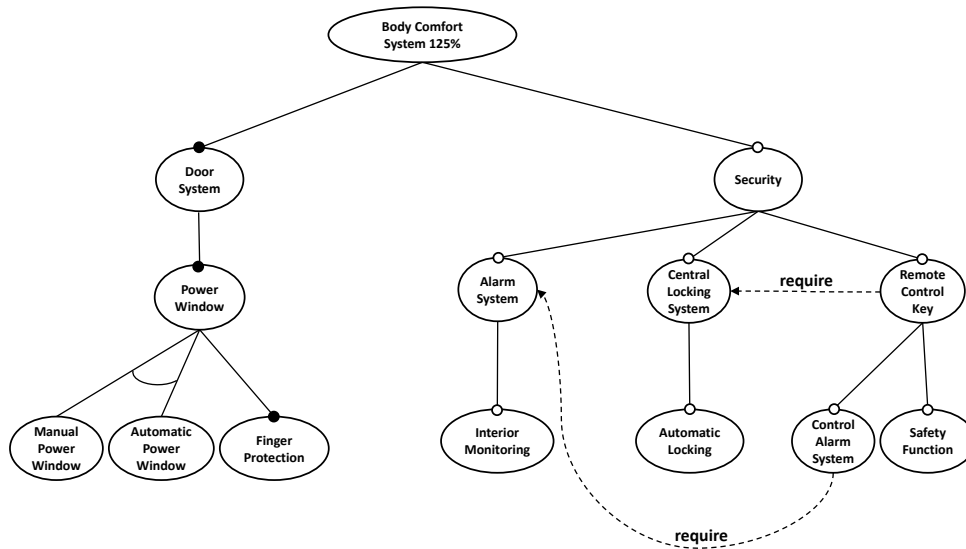 Body Comfort
System 125%
Door
System
Security
Power
Window
Alarm
System
Central
Locking
System
require
Remote
Control
Key
Manual
Power
Window
Automatic
Power
Window
Finger
Protection
Interior
Monitoring
Automatic
Locking
Control
Alarm
System
Safety
Function
require